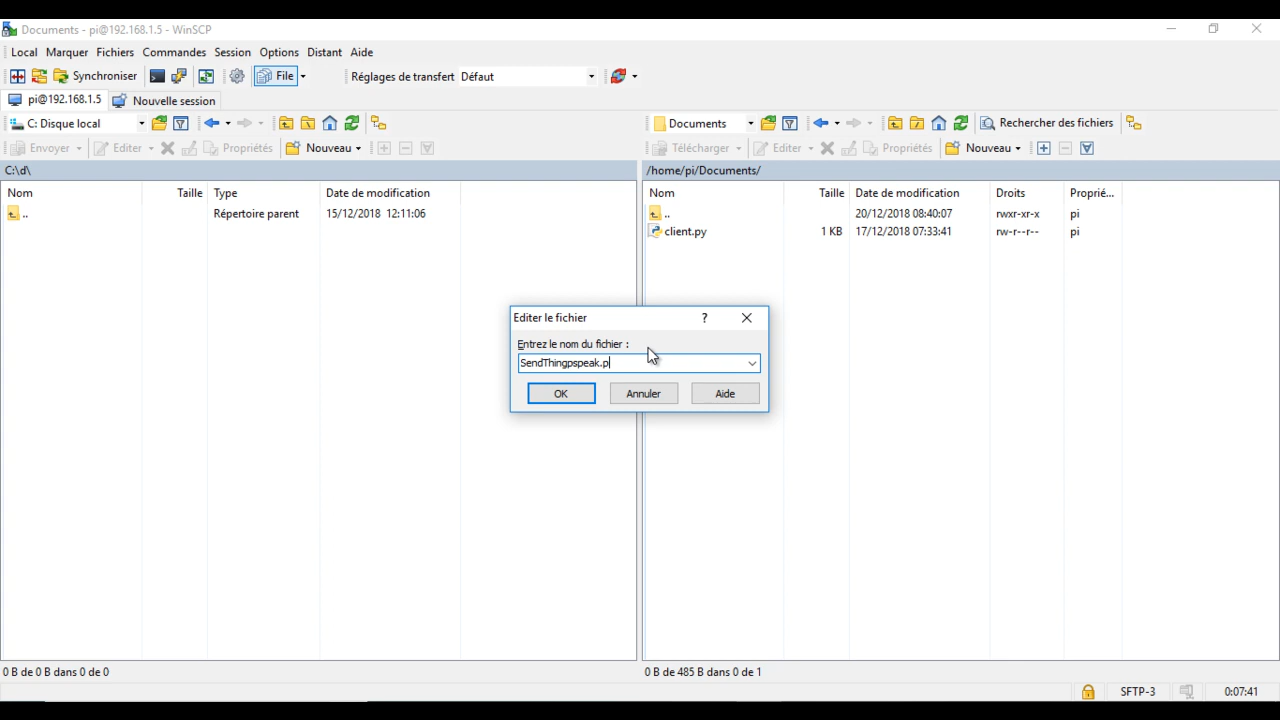 Documents - pi@192.168.1.5 - WinSCP
Local Marquer Fichiers Commandes Session Options Distant Aide
Synchroniser File Réglages de transfert Défaut
pi@192.168.1.5 Nouvelle session
C: Disque local Documents Rechercher des fichiers
Envoyer Editer Propriétés Nouveau Télécharger Editer Propriétés Nouveau
C:\d\ /home/pi/Documents/
Nom Taille Type Date de modification Nom Taille Date de modification Droits Proprié...
.. Répertoire parent 15/12/2018 12:11:06 .. 20/12/2018 08:40:07 rwxr-xr-x pi
client.py 1 KB 17/12/2018 07:33:41 rw-r--r-- pi
Editer le fichier ?
Entrez le nom du fichier :
SendThingpspeak.p
OK Annuler Aide
0 B de 0 B dans 0 de 0 0 B de 485 B dans 0 de 1
SFTP-3 0:07:41